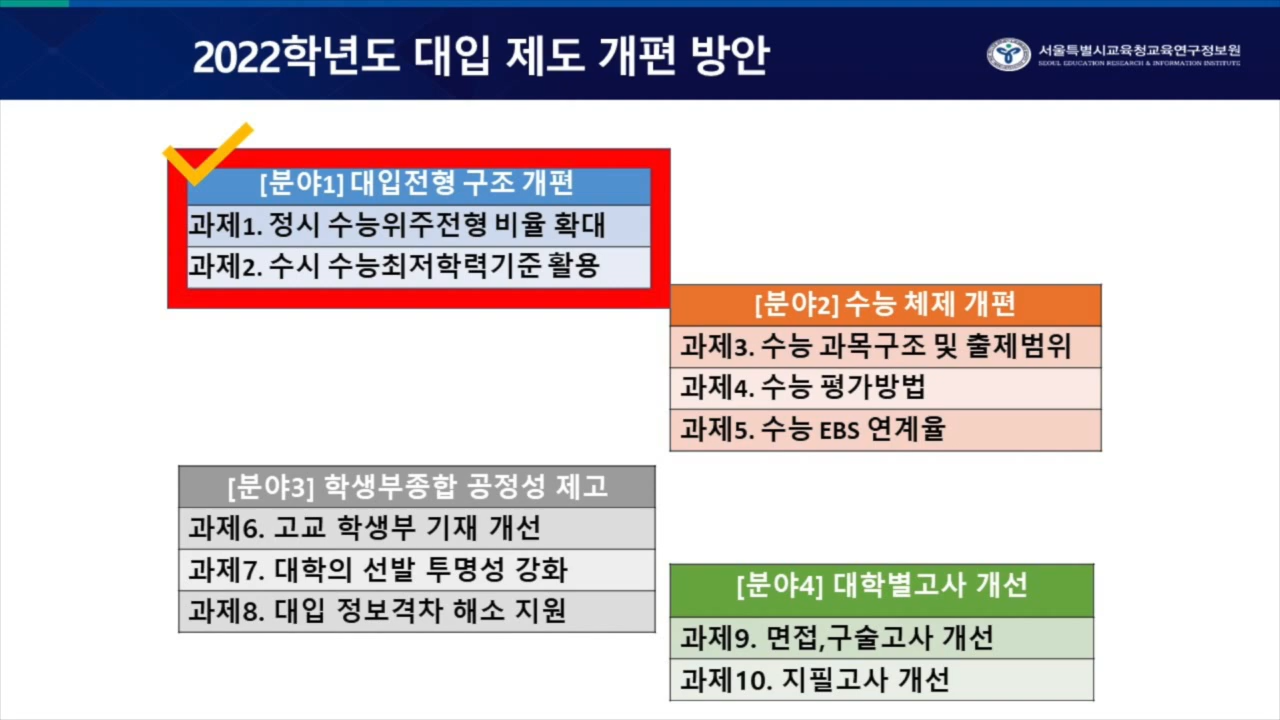 2022학년도 대입 제도 개편 방안
서울특별시교육청교육연구정보원
SEOUL EDUCATION RESEARCH & INFORMATION INSTITUTE
[분야1] 대입전형 구조 개편
과제1. 정시 수능위주전형 비율 확대
과제2. 수시 수능최저학력기준 활용
[분야2] 수능 체제 개편
과제3. 수능 과목구조 및 출제범위
과제4. 수능 평가방법
과제5. 수능 EBS 연계율
[분야3] 학생부종합 공정성 제고
과제6. 고교 학생부 기재 개선
과제7. 대학의 선발 투명성 강화
과제8. 대입 정보격차 해소 지원
[분야4] 대학별고사 개선
과제9. 면접,구술고사 개선
과제10. 지필고사 개선